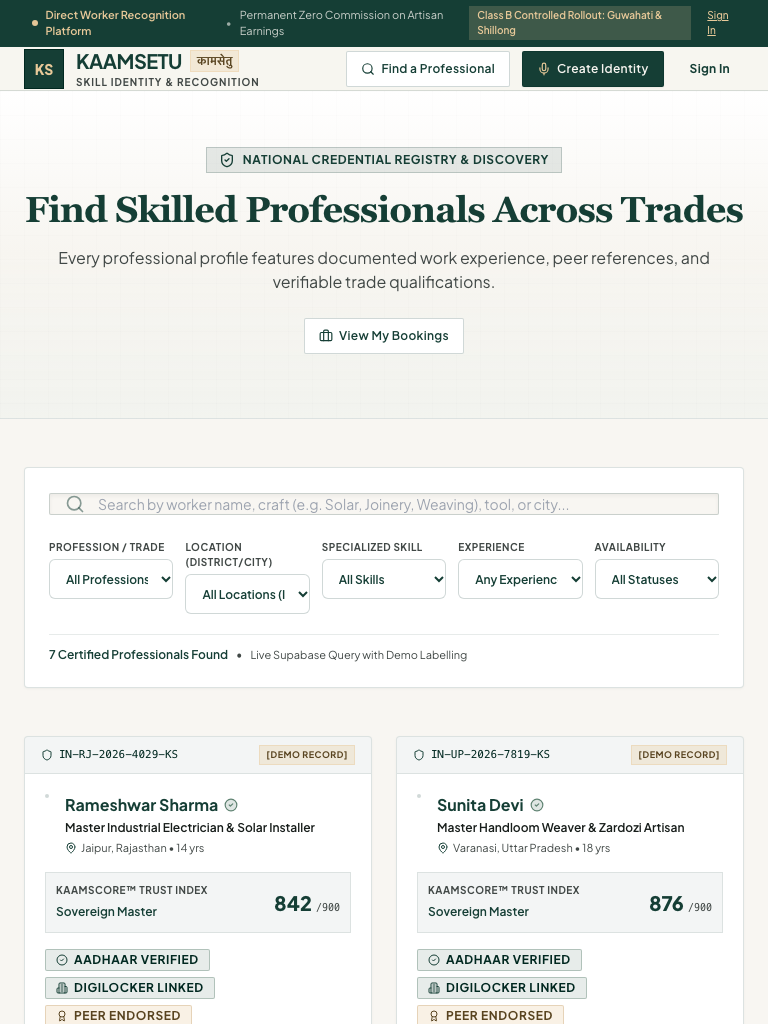 Direct Worker Recognition Platform
Permanent Zero Commission on Artisan Earnings
Class B Controlled Rollout: Guwahati & Shillong
Sign In
KS
KAAMSETU
कामसेतु
SKILL IDENTITY & RECOGNITION
Find a Professional
Create Identity
Sign In
NATIONAL CREDENTIAL REGISTRY & DISCOVERY
Find Skilled Professionals Across Trades
Every professional profile features documented work experience, peer references, and
verifiable trade qualifications.
View My Bookings
Search by worker name, craft (e.g. Solar, Joinery, Weaving), tool, or city...
PROFESSION / TRADE
All Professions
LOCATION (DISTRICT/CITY)
All Locations (I
SPECIALIZED SKILL
All Skills
EXPERIENCE
Any Experienc
AVAILABILITY
All Statuses
7 Certified Professionals Found • Live Supabase Query with Demo Labelling
IN-RJ-2026-4029-KS
[DEMO RECORD]
Rameshwar Sharma
Master Industrial Electrician & Solar Installer
Jaipur, Rajasthan • 14 yrs
KAAMSCORE™ TRUST INDEX
Sovereign Master
842 /900
AADHAAR VERIFIED
DIGILOCKER LINKED
PEER ENDORSED
IN-UP-2026-7819-KS
[DEMO RECORD]
Sunita Devi
Master Handloom Weaver & Zardozi Artisan
Varanasi, Uttar Pradesh • 18 yrs
KAAMSCORE™ TRUST INDEX
Sovereign Master
876 /900
AADHAAR VERIFIED
DIGILOCKER LINKED
PEER ENDORSED